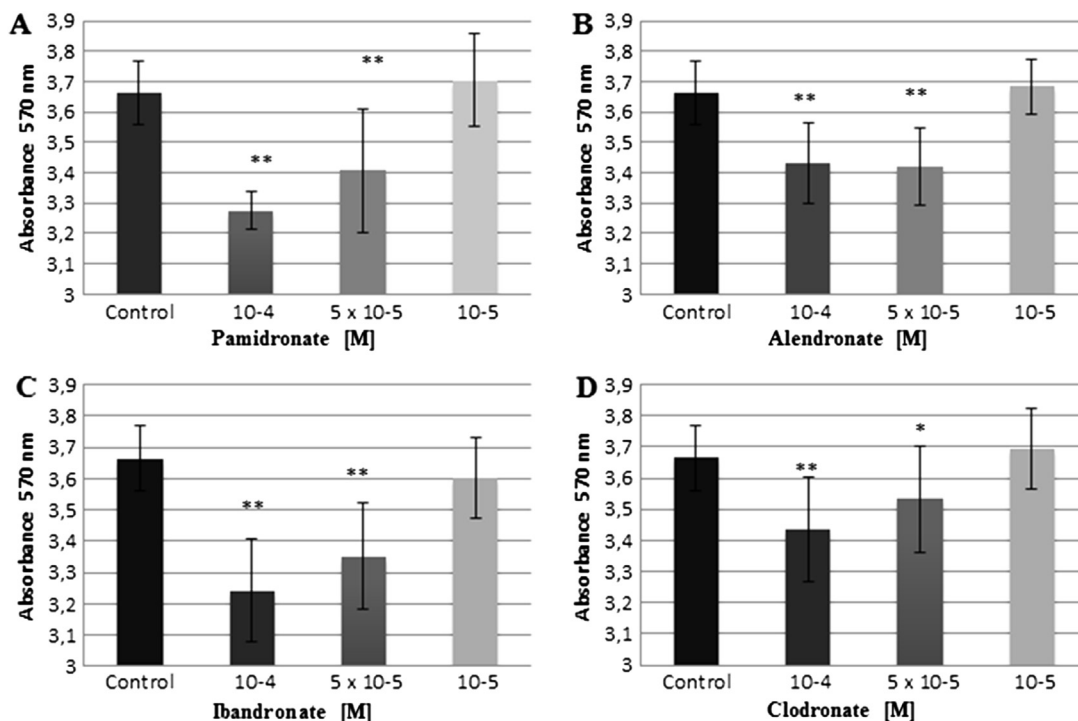 A
Absorbance 570 nm
3,9
3,8
3,7
3,6
3,5
3,4
3,3
3,2
3,1
3
**
**
Control 10-4 5 x 10-5 10-5
Pamidronate [M]
B
Absorbance 570 nm
3,9
3,8
3,7
3,6
3,5
3,4
3,3
3,2
3,1
3
** **
Control 10-4 5 x 10-5 10-5
Alendronate [M]
C
Absorbance 570 nm
3,9
3,8
3,7
3,6
3,5
3,4
3,3
3,2
3,1
3
**
**
Control 10-4 5 x 10-5 10-5
Ibandronate [M]
D
Absorbance 570 nm
3,9
3,8
3,7
3,6
3,5
3,4
3,3
3,2
3,1
3
*
**
Control 10-4 5 x 10-5 10-5
Clodronate [M]